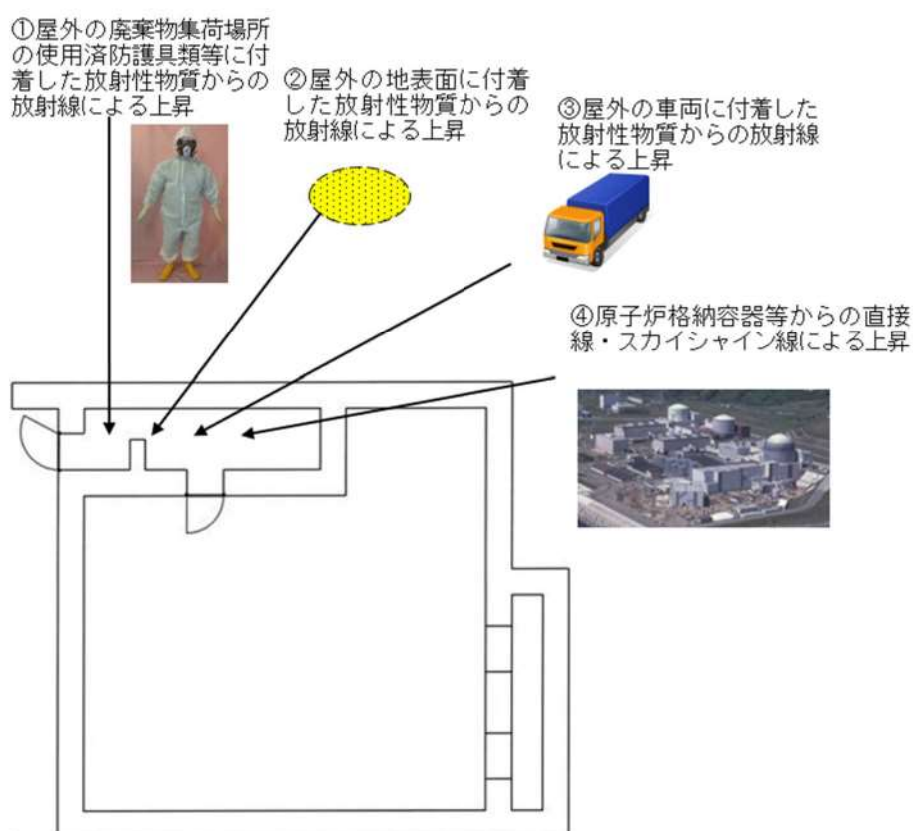 ①屋外の廃棄物集荷場所
の使用済防護具類等に付
着した放射性物質からの
放射線による上昇
②屋外の地表面に付着
した放射性物質からの
放射線による上昇
③屋外の車両に付着した
放射性物質からの放射線
による上昇
④原子炉格納容器等からの直接
線・スカイシャイン線による上昇